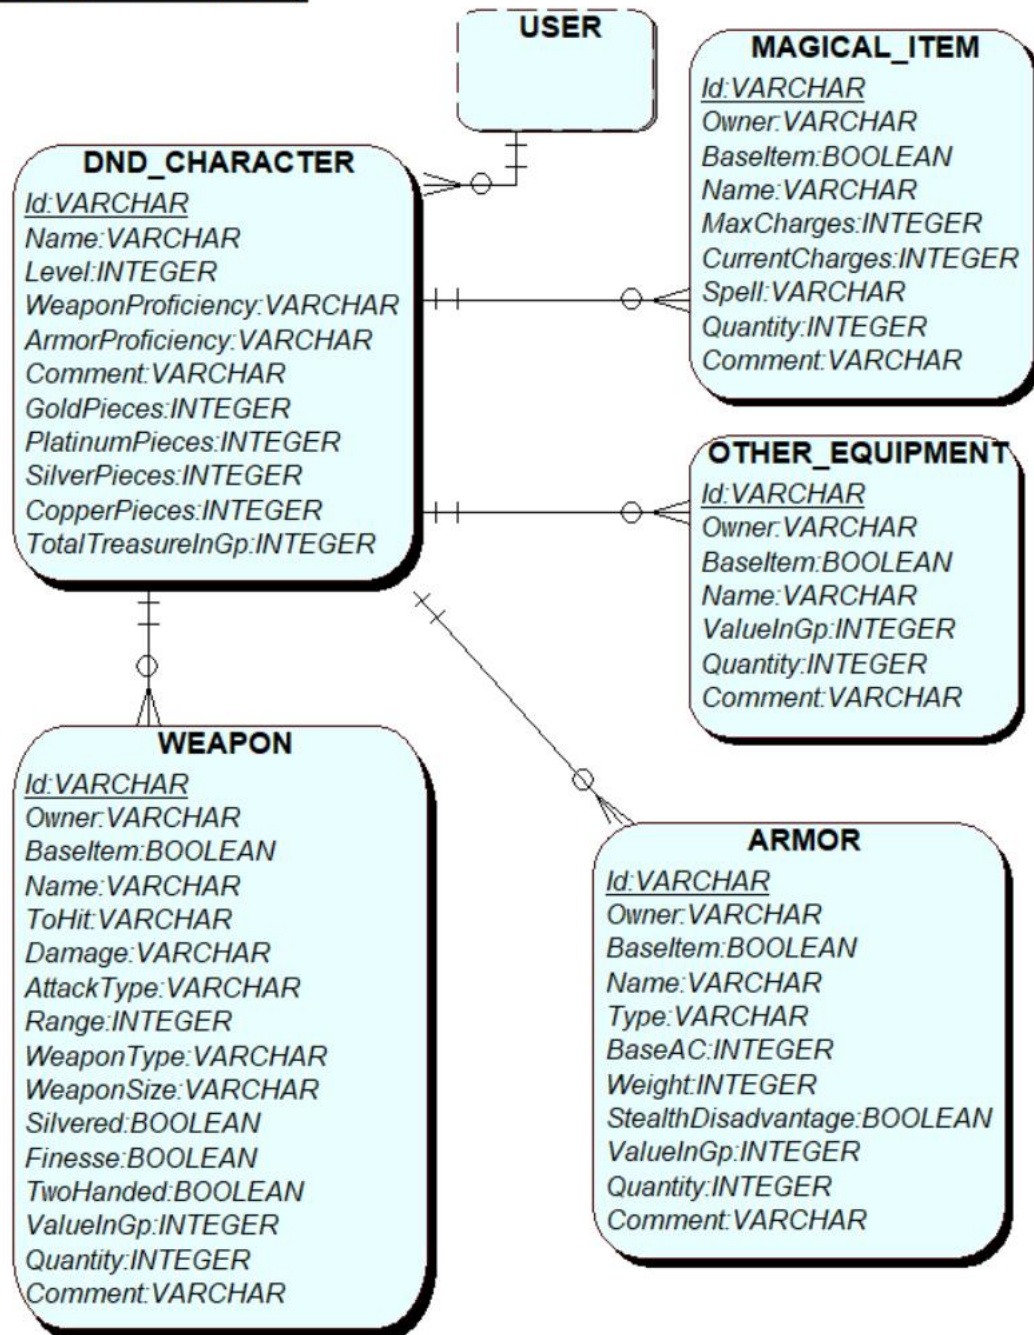 USER
MAGICAL_ITEM
Id:VARCHAR
Owner:VARCHAR
BaseItem:BOOLEAN
Name:VARCHAR
MaxCharges:INTEGER
CurrentCharges:INTEGER
Spell:VARCHAR
Quantity:INTEGER
Comment:VARCHAR
DND_CHARACTER
Id:VARCHAR
Name:VARCHAR
Level:INTEGER
WeaponProficiency:VARCHAR
ArmorProficiency:VARCHAR
Comment:VARCHAR
GoldPieces:INTEGER
PlatinumPieces:INTEGER
SilverPieces:INTEGER
CopperPieces:INTEGER
TotalTreasureInGp:INTEGER
OTHER_EQUIPMENT
Id:VARCHAR
Owner:VARCHAR
BaseItem:BOOLEAN
Name:VARCHAR
ValueInGp:INTEGER
Quantity:INTEGER
Comment:VARCHAR
WEAPON
Id:VARCHAR
Owner:VARCHAR
BaseItem:BOOLEAN
Name:VARCHAR
ToHit:VARCHAR
Damage:VARCHAR
AttackType:VARCHAR
Range:INTEGER
WeaponType:VARCHAR
WeaponSize:VARCHAR
Silvered:BOOLEAN
Finesse:BOOLEAN
TwoHanded:BOOLEAN
ValueInGp:INTEGER
Quantity:INTEGER
Comment:VARCHAR
ARMOR
Id:VARCHAR
Owner:VARCHAR
BaseItem:BOOLEAN
Name:VARCHAR
Type:VARCHAR
BaseAC:INTEGER
Weight:INTEGER
StealthDisadvantage:BOOLEAN
ValueInGp:INTEGER
Quantity:INTEGER
Comment:VARCHAR